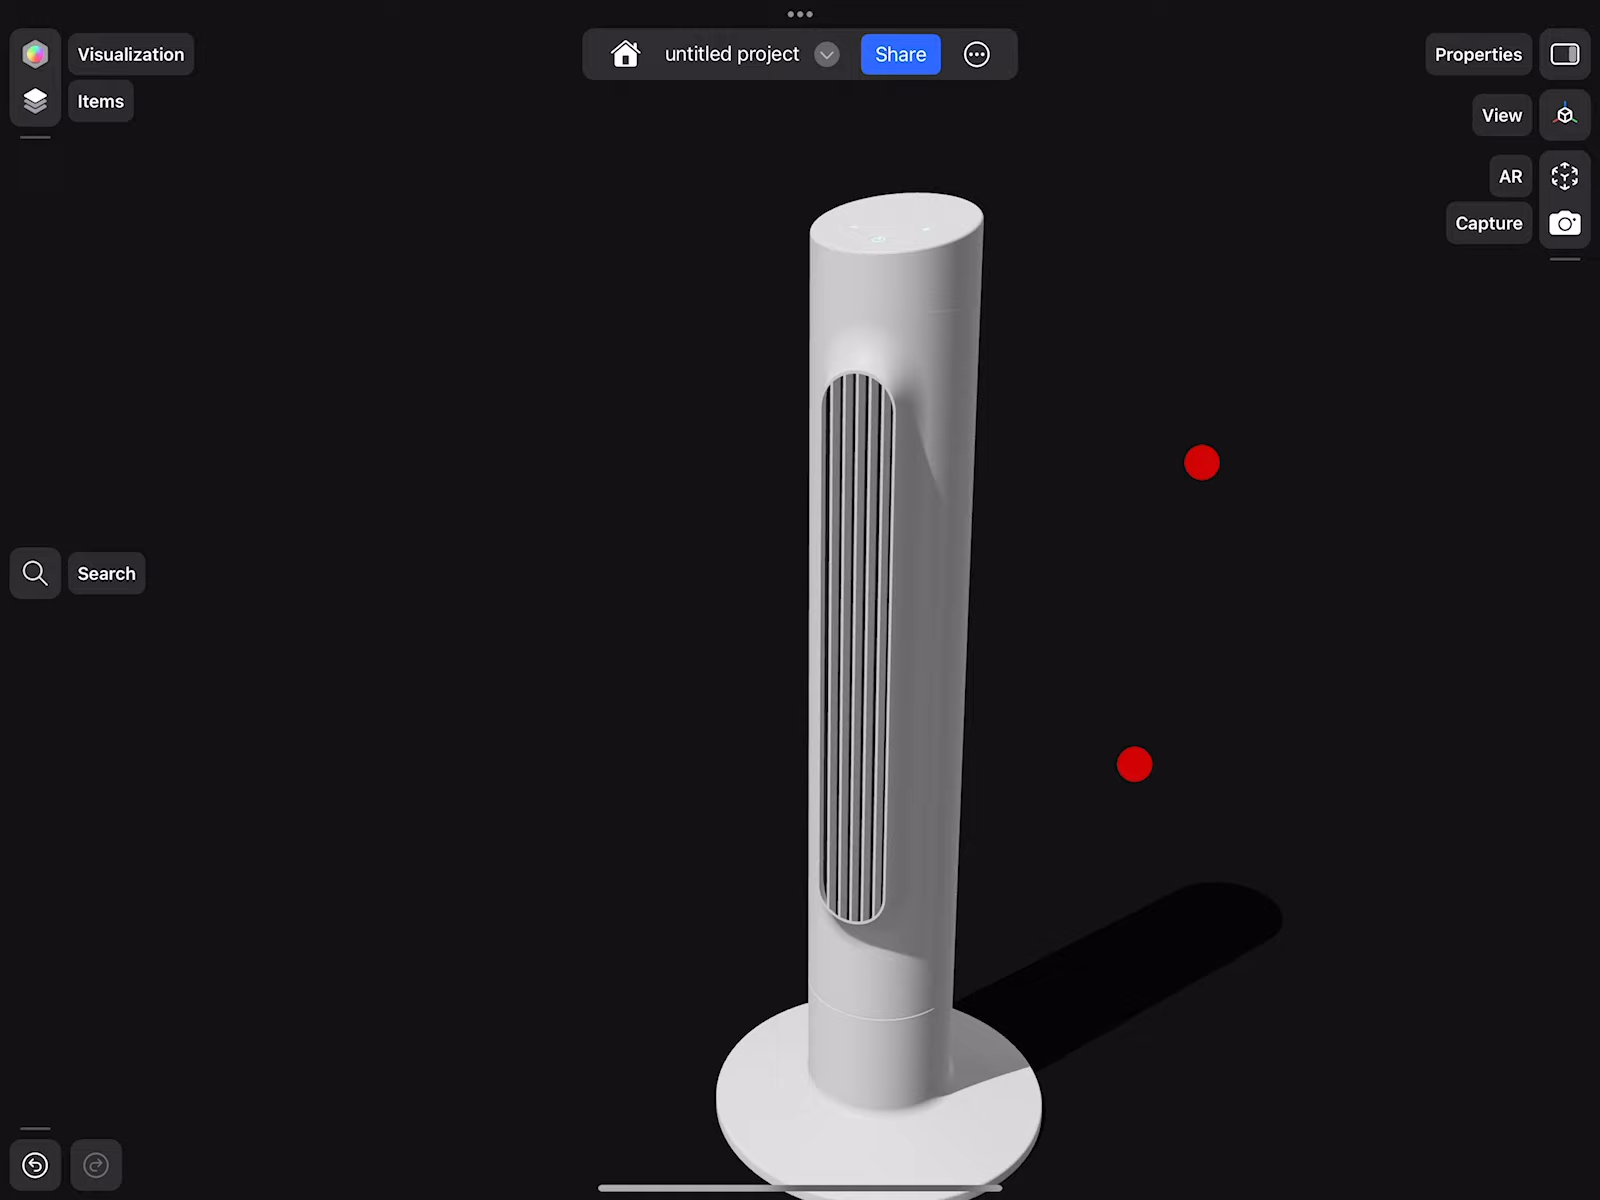 Visualization
Items
untitled project
Share
Properties
View
AR
Capture
Search